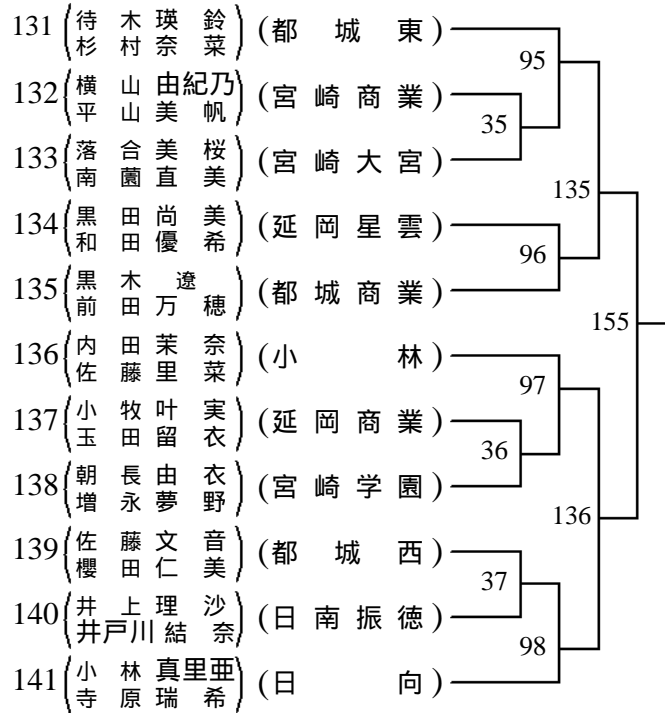 131 待木瑛鈴 (都城東)
杉村奈菜
95
132 横山由紀乃 (宮崎商業)
平山美帆
35
133 落合美桜 (宮崎大宮)
南薗直美
135
134 黒田尚美 (延岡星雲)
和田優希
96
135 黒木遼 (都城商業)
前田万穂
155
136 内田茉奈 (小林)
佐藤里菜
97
137 小牧叶実 (延岡商業)
玉田留衣
36
138 朝長由衣 (宮崎学園)
増永夢野
136
139 佐藤文音 (都城西)
櫻田仁美
37
140 井上理沙 (日南振徳)
井戸川結奈
98
141 小林真里亜 (日向)
寺原瑞希